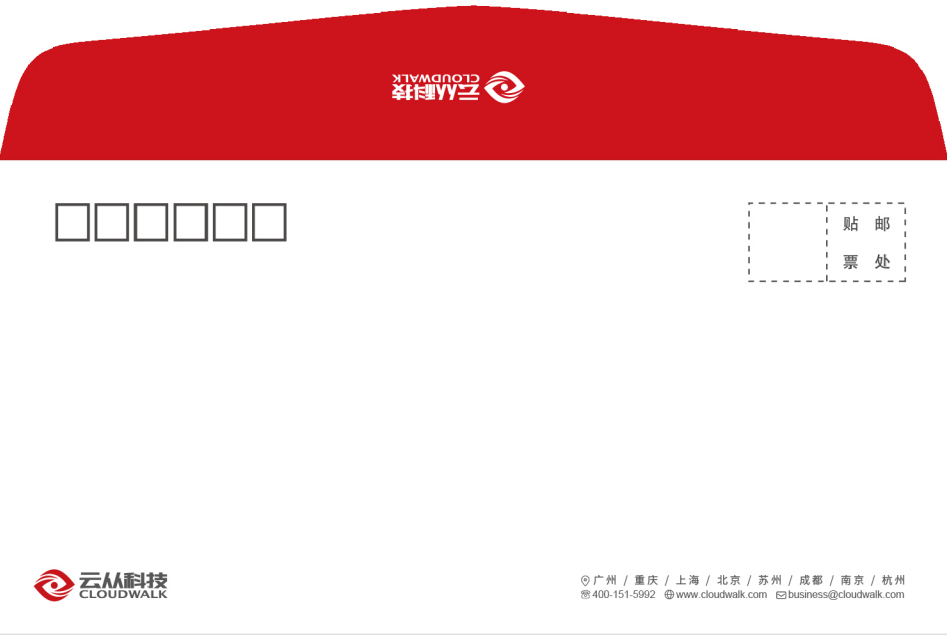 云从科技
CLOUDWALK
贴 邮
票 处
云从科技
CLOUDWALK
广州 / 重庆 / 上海 / 北京 / 苏州 / 成都 / 南京 / 杭州
400-151-5992 www.cloudwalk.com business@cloudwalk.com